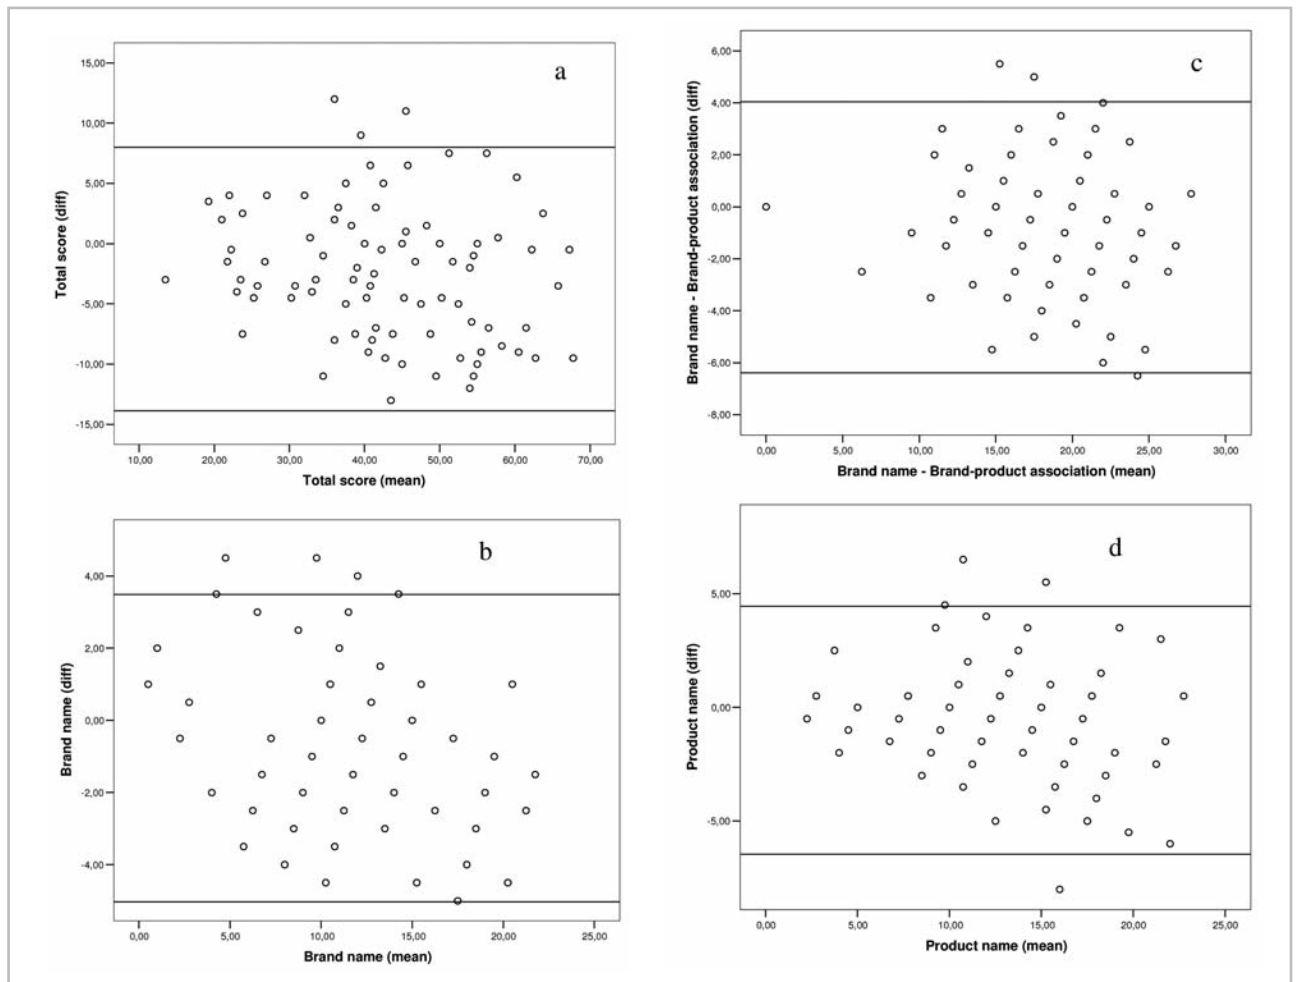 a
15,00
10,00
5,00
0,00
-5,00
-10,00
-15,00
Total score (diff)
10,00 20,00 30,00 40,00 50,00 60,00 70,00
Total score (mean)
c
6,00
4,00
2,00
0,00
-2,00
-4,00
-6,00
-8,00
Brand name - Brand-product association (diff)
0,00 5,00 10,00 15,00 20,00 25,00 30,00
Brand name - Brand-product association (mean)
b
4,00
2,00
0,00
-2,00
-4,00
Brand name (diff)
0,00 5,00 10,00 15,00 20,00 25,00
Brand name (mean)
d
5,00
0,00
-5,00
Product name (diff)
0,00 5,00 10,00 15,00 20,00 25,00
Product name (mean)